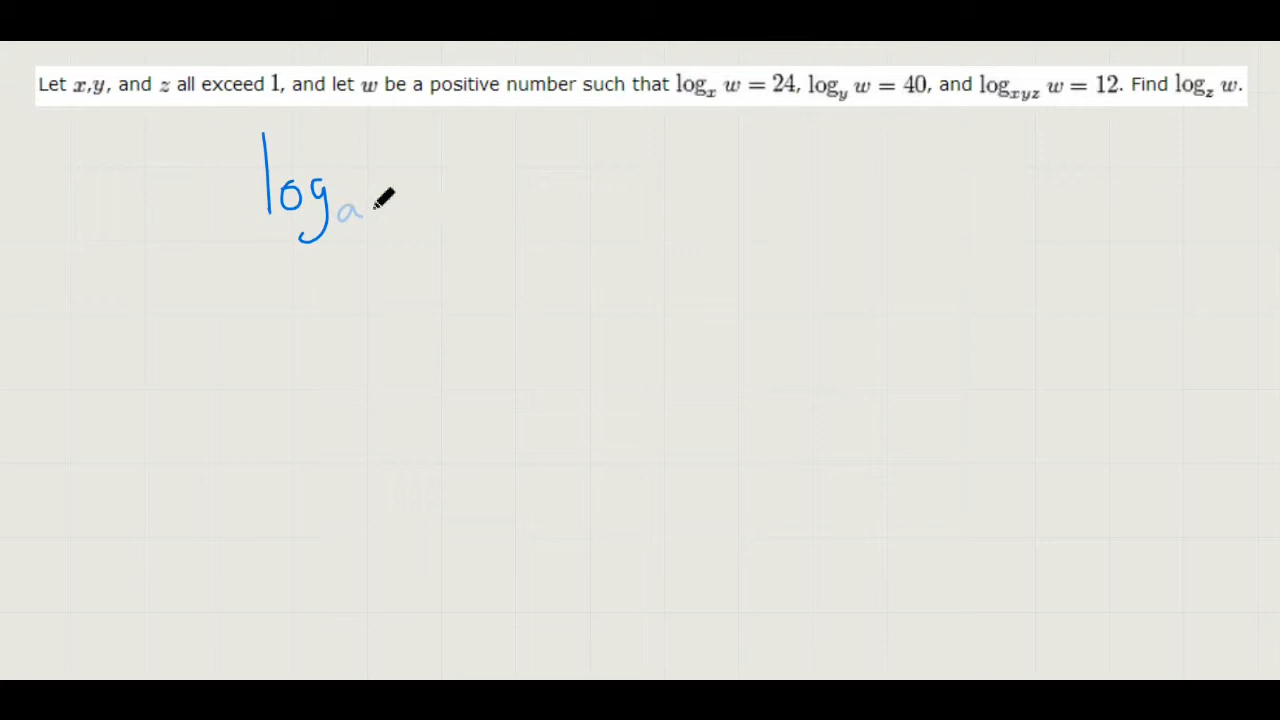 Let x,y, and z all exceed 1, and let w be a positive number such that log_x w = 24, log_y w = 40, and log_xyz w = 12. Find log_z w.
log_a